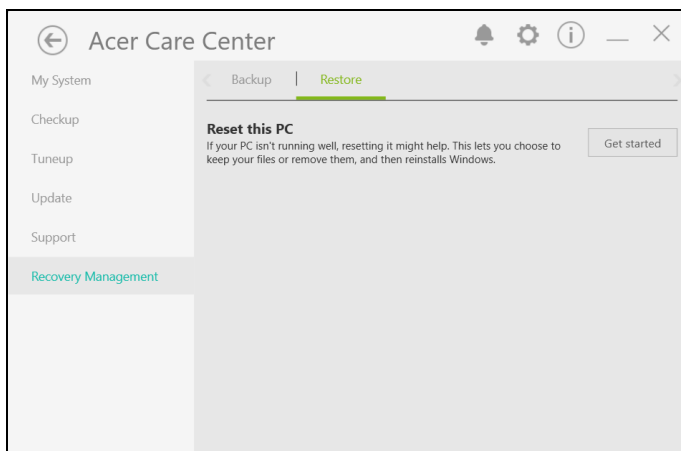 Acer Care Center
My System
Checkup
Tuneup
Update
Support
Recovery Management
Backup | Restore
Reset this PC
If your PC isn't running well, resetting it might help. This lets you choose to
keep your files or remove them, and then reinstalls Windows.
Get started